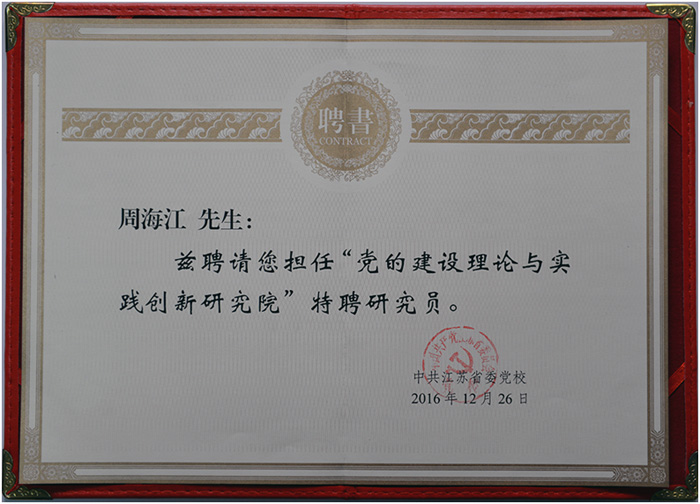 聘書
CONTRACT
周海江 先生：
兹聘请您担任“党的建设理论与实
践创新研究院”特聘研究员。
中共江苏省委党校
2016年12月26日